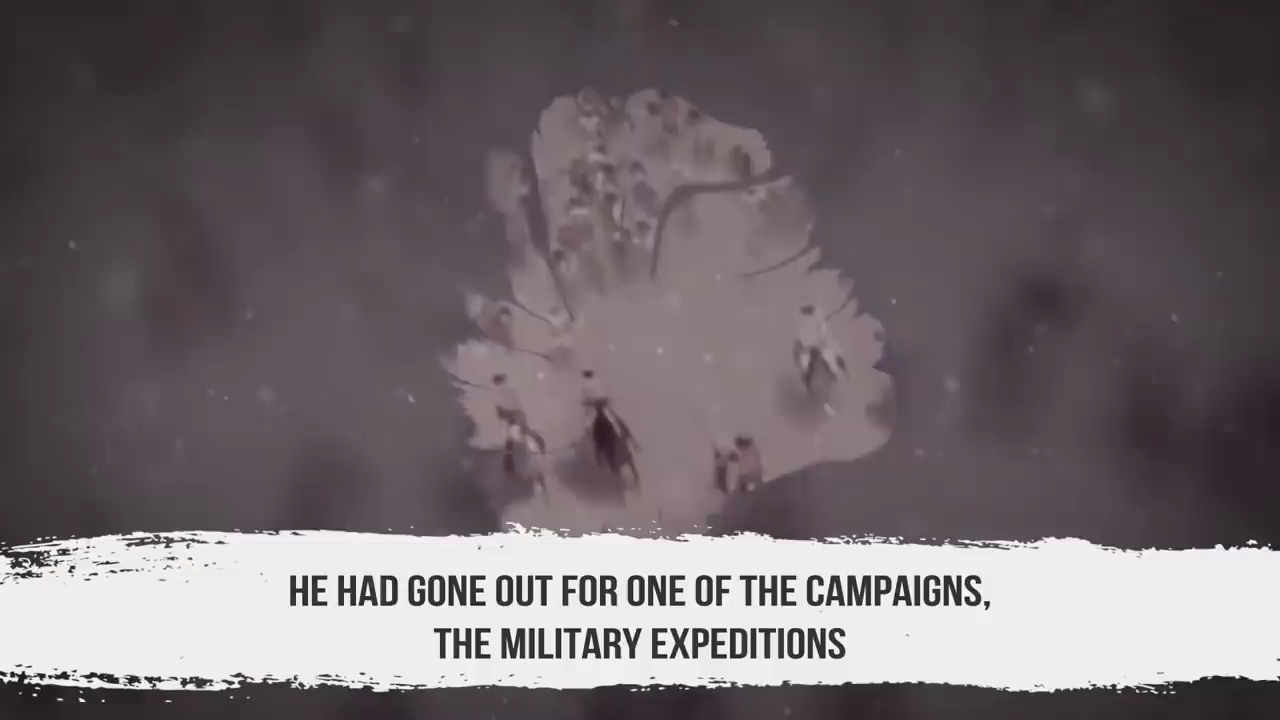 HE HAD GONE OUT FOR ONE OF THE CAMPAIGNS,
THE MILITARY EXPEDITIONS